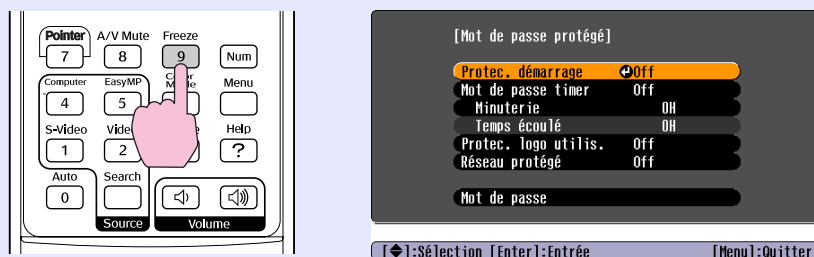 Pointer A/V Mute Freeze
7 8 9 Num
Computer EasyMP Mode Menu
4 5
S-Video Help
1 2 ?
Auto Search
0
Source Volume
[Mot de passe protégé]
Protec. démarrage Off
Mot de passe timer Off
Minuterie 0H
Temps écoulé 0H
Protec. logo utilis. Off
Réseau protégé Off
Mot de passe
[◆]:Sélection [Enter]:Entrée [Menu]:Quitter